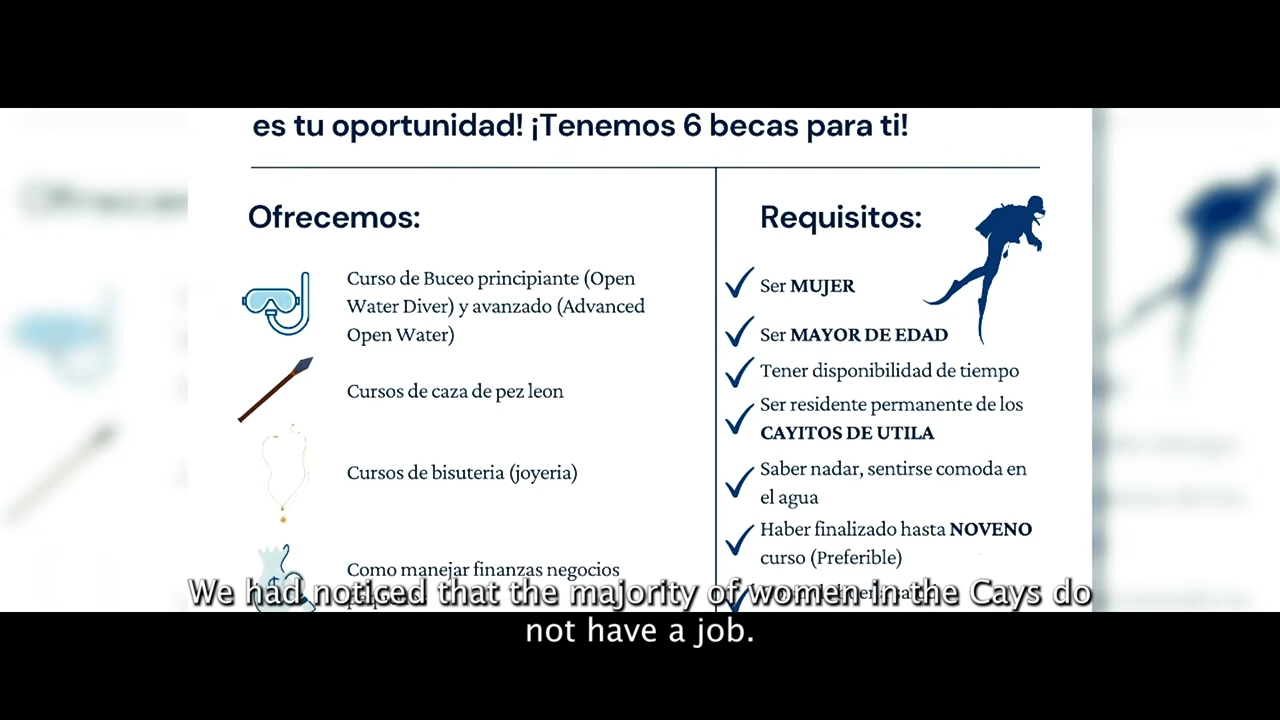 es tu oportunidad! ¡Tenemos 6 becas para ti!
Ofrecemos:
Curso de Buceo principiante (Open
Water Diver) y avanzado (Advanced
Open Water)
Cursos de caza de pez leon
Cursos de bisuteria (joyeria)
Como manejar finanzas negocios
Requisitos:
Ser MUJER
Ser MAYOR DE EDAD
Tener disponibilidad de tiempo
Ser residente permanente de los
CAYITOS DE UTILA
Saber nadar, sentirse comoda en
el agua
Haber finalizado hasta NOVENO
curso (Preferible)
We had noticed that the majority of women in the Cays do
not have a job.